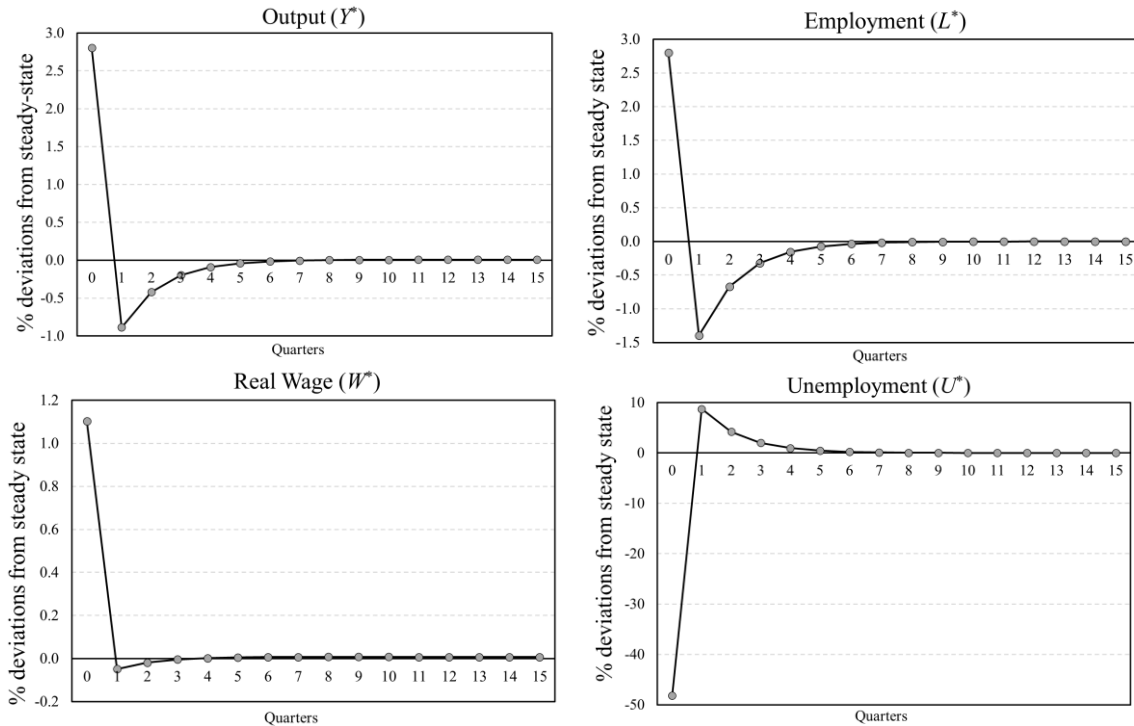 Output (Y*)
% deviations from steady-state
3.0
2.5
2.0
1.5
1.0
0.5
0.0
-0.5
-1.0
0 1 2 3 4 5 6 7 8 9 10 11 12 13 14 15
Quarters
Employment (L*)
% deviations from steady state
3.0
2.5
2.0
1.5
1.0
0.5
0.0
-0.5
-1.0
-1.5
0 1 2 3 4 5 6 7 8 9 10 11 12 13 14 15
Quarters
Real Wage (W*)
% deviations from steady state
1.2
1.0
0.8
0.6
0.4
0.2
0.0
-0.2
0 1 2 3 4 5 6 7 8 9 10 11 12 13 14 15
Quarters
Unemployment (U*)
% deviations from steady state
10
0
-10
-20
-30
-40
-50
0 1 2 3 4 5 6 7 8 9 10 11 12 13 14 15
Quarters